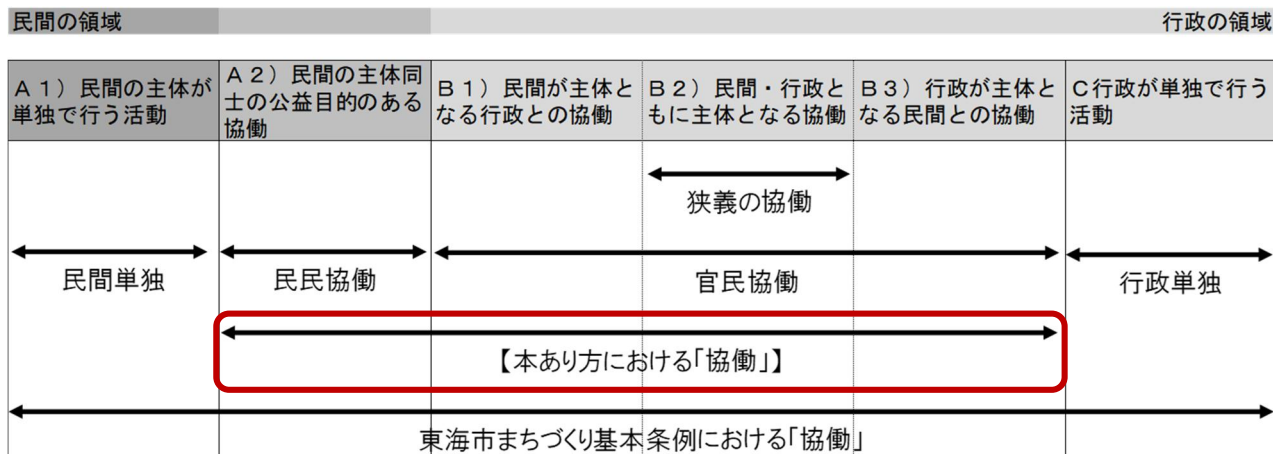 民間の領域
行政の領域
A1)民間の主体が
単独で行う活動
A2)民間の主体同
士の公益目的のある
協働
B1)民間が主体と
なる行政との協働
B2)民間・行政と
もに主体となる協働
B3)行政が主体と
なる民間との協働
C行政が単独で行う
活動
狭義の協働
民間単独
民民協働
官民協働
行政単独
【本あり方における「協働」】
東海市まちづくり基本条例における「協働」